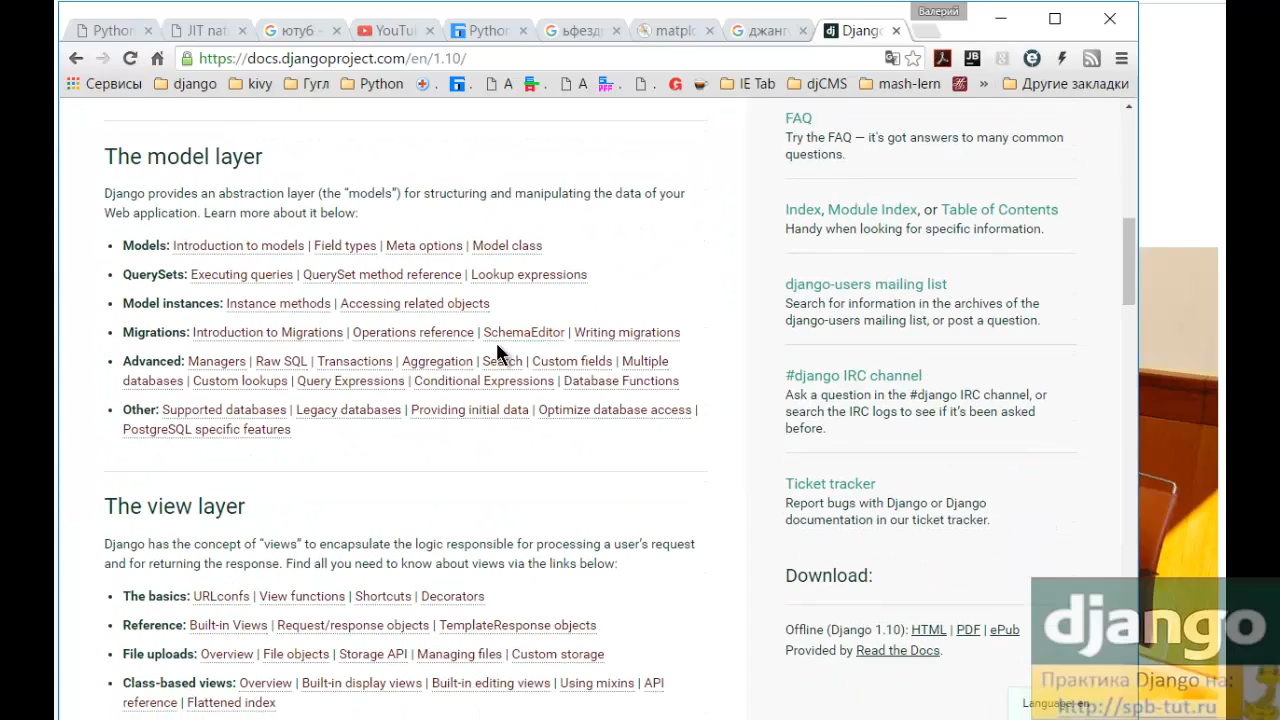 Валерий
Python
JIT nar
ютуб -
YouTu
Python
ьфезд
matplo
джанг
Django
https://docs.djangoproject.com/en/1.10/
Сервисы
django
kivy
Гугл
Python
A
A
IE Tab
djCMS
mash-lern
»
Другие закладки
The model layer
Django provides an abstraction layer (the “models”) for structuring and manipulating the data of your
Web application. Learn more about it below:
• Models: Introduction to models | Field types | Meta options | Model class
• QuerySets: Executing queries | QuerySet method reference | Lookup expressions
• Model instances: Instance methods | Accessing related objects
• Migrations: Introduction to Migrations | Operations reference | SchemaEditor | Writing migrations
• Advanced: Managers | Raw SQL | Transactions | Aggregation | Search | Custom fields | Multiple
databases | Custom lookups | Query Expressions | Conditional Expressions | Database Functions
• Other: Supported databases | Legacy databases | Providing initial data | Optimize database access |
PostgreSQL specific features
The view layer
Django has the concept of “views” to encapsulate the logic responsible for processing a user’s request
and for returning the response. Find all you need to know about views via the links below:
• The basics: URLconfs | View functions | Shortcuts | Decorators
• Reference: Built-in Views | Request/response objects | TemplateResponse objects
• File uploads: Overview | File objects | Storage API | Managing files | Custom storage
• Class-based views: Overview | Built-in display views | Built-in editing views | Using mixins | API
reference | Flattened index
FAQ
Try the FAQ — it's got answers to many common
questions.
Index, Module Index, or Table of Contents
Handy when looking for specific information.
django-users mailing list
Search for information in the archives of the
django-users mailing list, or post a question.
#django IRC channel
Ask a question in the #django IRC channel, or
search the IRC logs to see if it’s been asked
before.
Ticket tracker
Report bugs with Django or Django
documentation in our ticket tracker.
Download:
Offline (Django 1.10): HTML | PDF | ePub
Provided by Read the Docs.
Language: en
django
Практика Django на:
http://spb-tut.ru